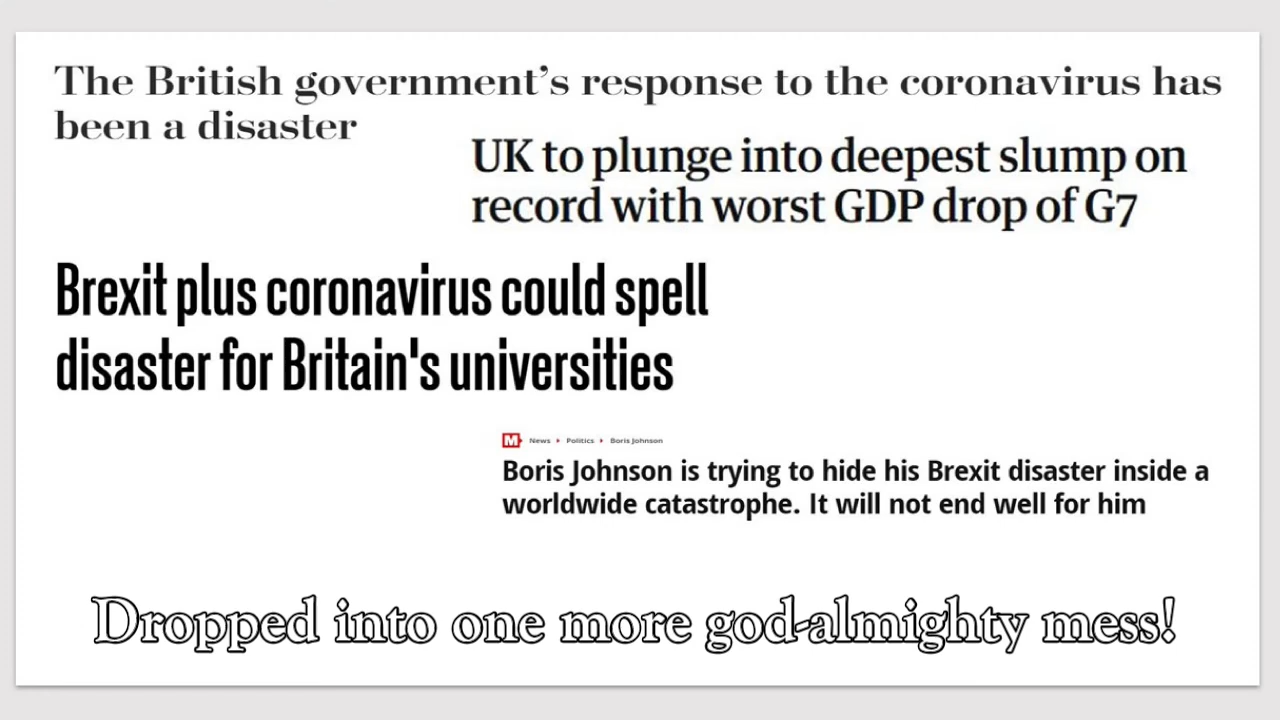 The British government’s response to the coronavirus has
been a disaster
UK to plunge into deepest slump on
record with worst GDP drop of G7
Brexit plus coronavirus could spell
disaster for Britain's universities
M News Politics Boris Johnson
Boris Johnson is trying to hide his Brexit disaster inside a
worldwide catastrophe. It will not end well for him
Dropped into one more god-almighty mess!